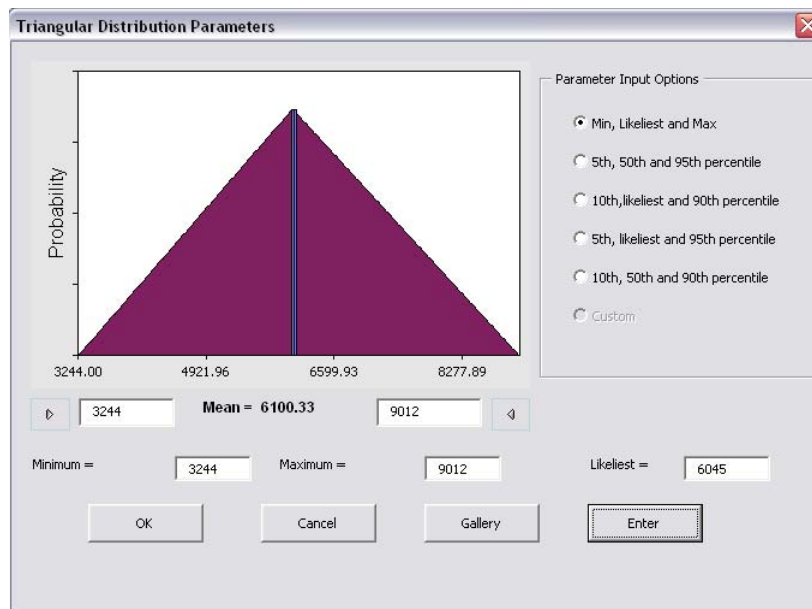 Triangular Distribution Parameters
Probability
3244.00 4921.96 6599.93 8277.89
3244 Mean = 6100.33 9012
Parameter Input Options
Min, Likeliest and Max
5th, 50th and 95th percentile
10th,likeliest and 90th percentile
5th, likeliest and 95th percentile
10th, 50th and 90th percentile
Custom
Minimum = 3244 Maximum = 9012 Likeliest = 6045
OK Cancel Gallery Enter